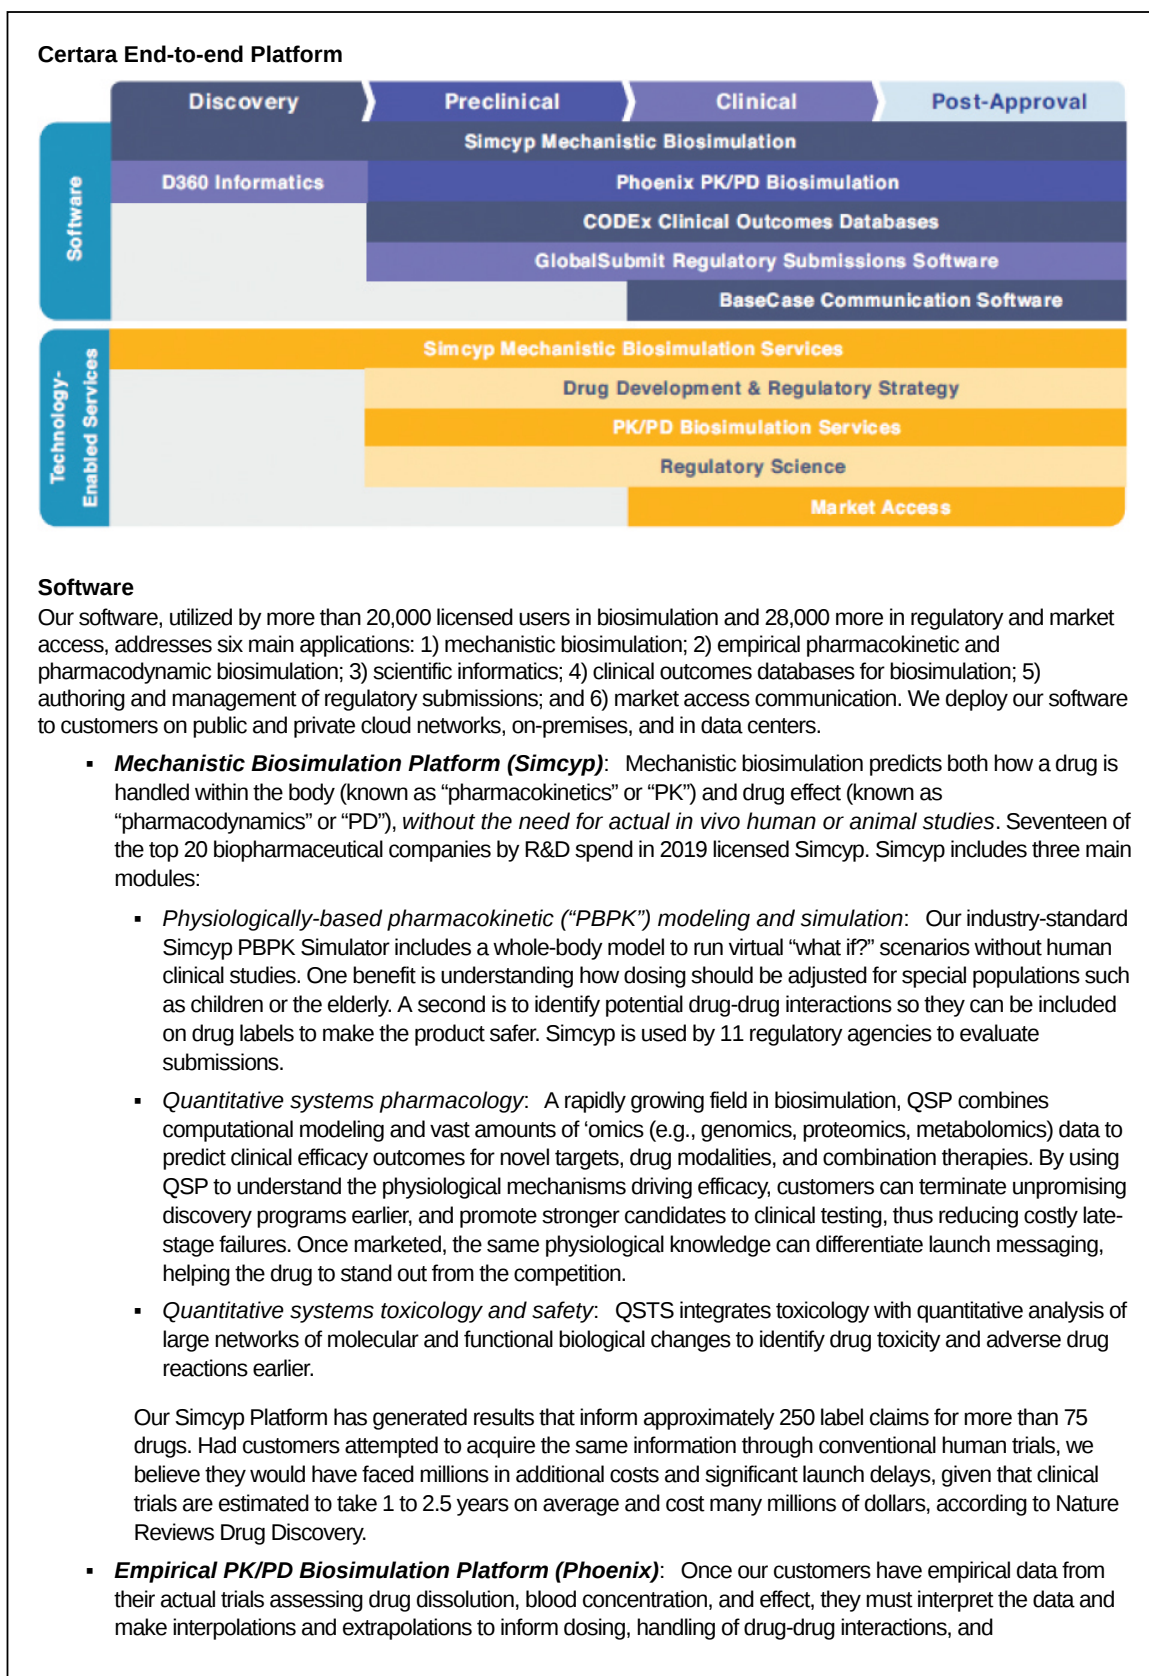 Certara End-to-end Platform
Discovery Preclinical Clinical Post-Approval
Software
Simcyp Mechanistic Biosimulation
D360 Informatics Phoenix PK/PD Biosimulation
CODEx Clinical Outcomes Databases
GlobalSubmit Regulatory Submissions Software
BaseCase Communication Software
Technology-
Enabled Services
Simcyp Mechanistic Biosimulation Services
Drug Development & Regulatory Strategy
PK/PD Biosimulation Services
Regulatory Science
Market Access
Software
Our software, utilized by more than 20,000 licensed users in biosimulation and 28,000 more in regulatory and market
access, addresses six main applications: 1) mechanistic biosimulation; 2) empirical pharmacokinetic and
pharmacodynamic biosimulation; 3) scientific informatics; 4) clinical outcomes databases for biosimulation; 5)
authoring and management of regulatory submissions; and 6) market access communication. We deploy our software
to customers on public and private cloud networks, on-premises, and in data centers.
▪ Mechanistic Biosimulation Platform (Simcyp): Mechanistic biosimulation predicts both how a drug is
handled within the body (known as “pharmacokinetics” or “PK”) and drug effect (known as
“pharmacodynamics” or “PD”), without the need for actual in vivo human or animal studies. Seventeen of
the top 20 biopharmaceutical companies by R&D spend in 2019 licensed Simcyp. Simcyp includes three main
modules:
▪ Physiologically-based pharmacokinetic (“PBPK”) modeling and simulation: Our industry-standard
Simcyp PBPK Simulator includes a whole-body model to run virtual “what if?” scenarios without human
clinical studies. One benefit is understanding how dosing should be adjusted for special populations such
as children or the elderly. A second is to identify potential drug-drug interactions so they can be included
on drug labels to make the product safer. Simcyp is used by 11 regulatory agencies to evaluate
submissions.
▪ Quantitative systems pharmacology: A rapidly growing field in biosimulation, QSP combines
computational modeling and vast amounts of ‘omics (e.g., genomics, proteomics, metabolomics) data to
predict clinical efficacy outcomes for novel targets, drug modalities, and combination therapies. By using
QSP to understand the physiological mechanisms driving efficacy, customers can terminate unpromising
discovery programs earlier, and promote stronger candidates to clinical testing, thus reducing costly late-
stage failures. Once marketed, the same physiological knowledge can differentiate launch messaging,
helping the drug to stand out from the competition.
▪ Quantitative systems toxicology and safety: QSTS integrates toxicology with quantitative analysis of
large networks of molecular and functional biological changes to identify drug toxicity and adverse drug
reactions earlier.
Our Simcyp Platform has generated results that inform approximately 250 label claims for more than 75
drugs. Had customers attempted to acquire the same information through conventional human trials, we
believe they would have faced millions in additional costs and significant launch delays, given that clinical
trials are estimated to take 1 to 2.5 years on average and cost many millions of dollars, according to Nature
Reviews Drug Discovery.
▪ Empirical PK/PD Biosimulation Platform (Phoenix): Once our customers have empirical data from
their actual trials assessing drug dissolution, blood concentration, and effect, they must interpret the data and
make interpolations and extrapolations to inform dosing, handling of drug-drug interactions, and